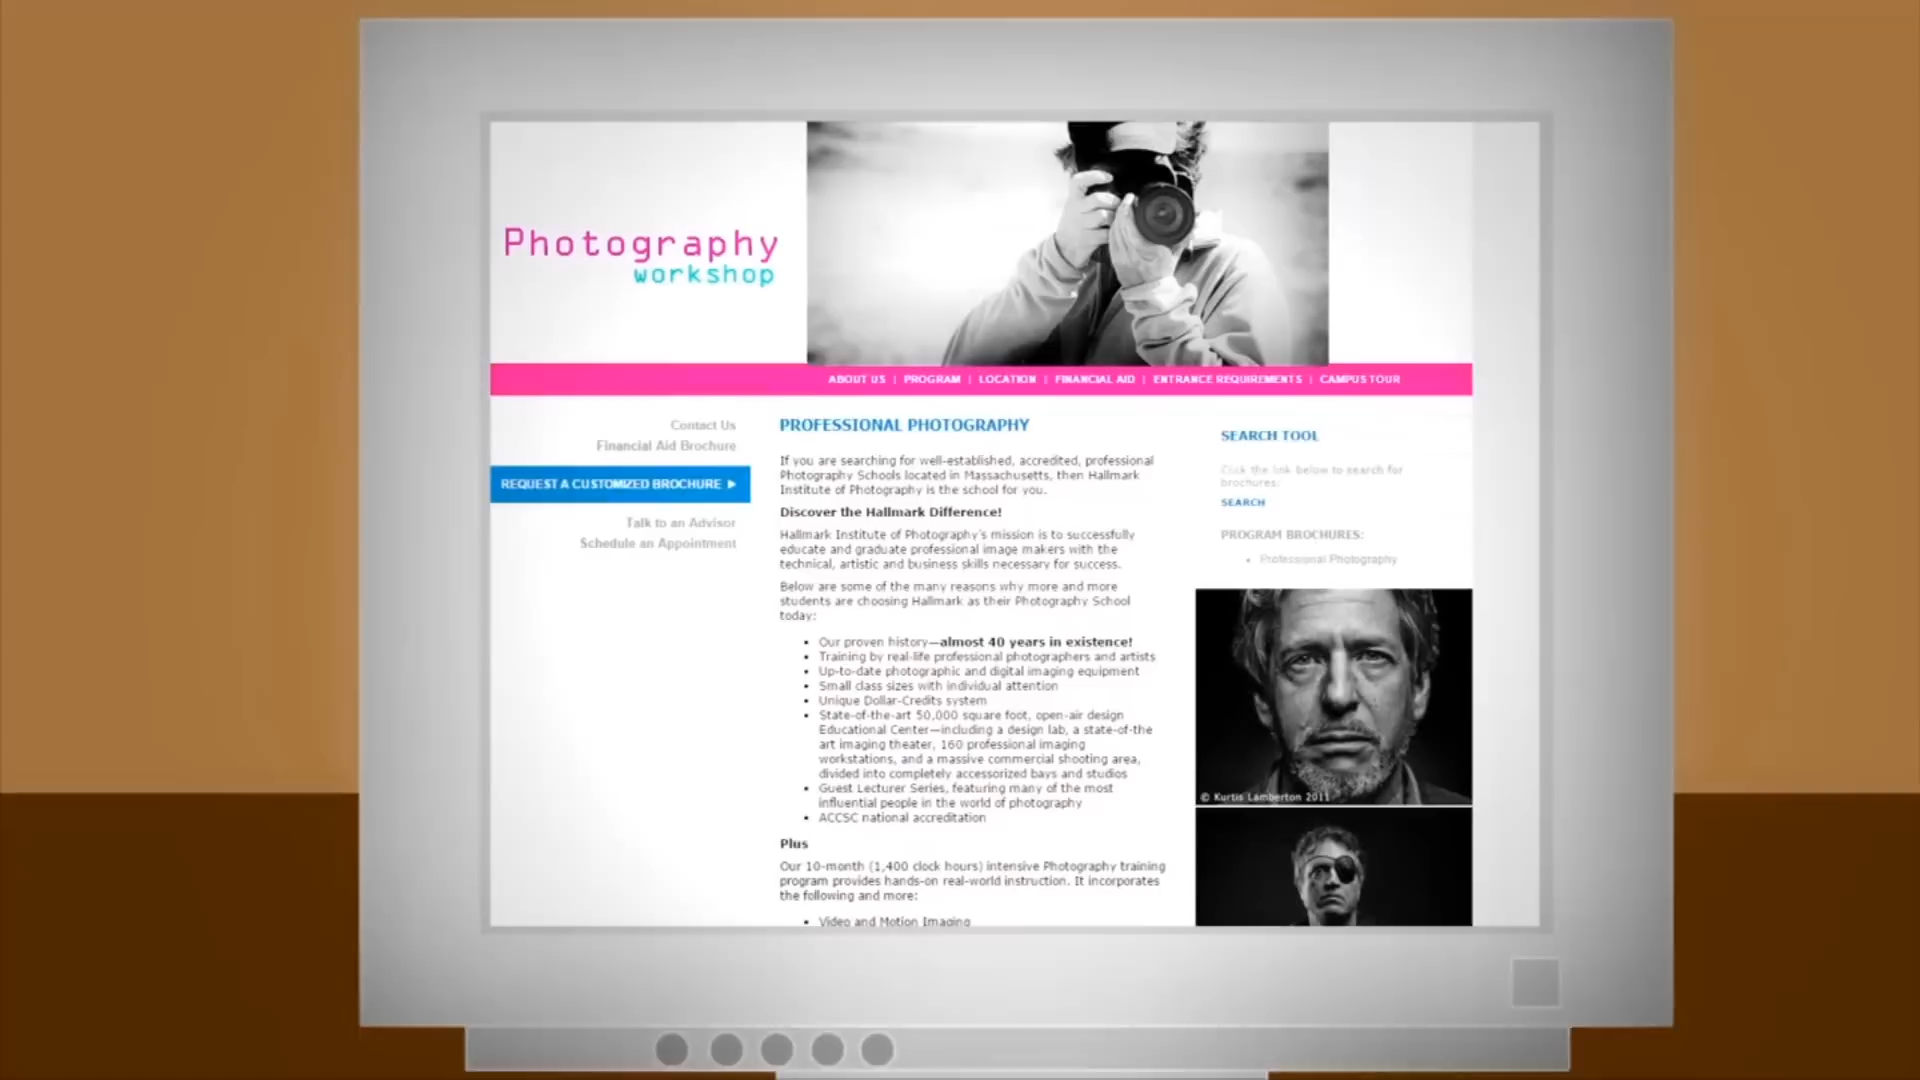 Photography
workshop
ABOUT US | PROGRAM | LOCATION | FINANCIAL AID | ENTRANCE REQUIREMENTS | CAMPUS TOUR
Contact Us
Financial Aid Brochure
REQUEST A CUSTOMIZED BROCHURE ►
Talk to an Advisor
Schedule an Appointment
PROFESSIONAL PHOTOGRAPHY
If you are searching for well-established, accredited, professional
Photography Schools located in Massachusetts, then Hallmark
Institute of Photography is the school for you.
Discover the Hallmark Difference!
Hallmark Institute of Photography's mission is to successfully
educate and graduate professional image makers with the
technical, artistic and business skills necessary for success.
Below are some of the many reasons why more and more
students are choosing Hallmark as their Photography School
today:
• Our proven history—almost 40 years in existence!
• Training by real-life professional photographers and artists
• Up-to-date photographic and digital imaging equipment
• Small class sizes with individual attention
• Unique Dollar-Credits system
• State-of-the-art 50,000 square foot, open-air design
Educational Center—including a design lab, a state-of-the
art imaging theater, 160 professional imaging
workstations, and a massive commercial shooting area,
divided into completely accessorized bays and studios
• Guest Lecturer Series, featuring many of the most
influential people in the world of photography
• ACCSC national accreditation
Plus
Our 10-month (1,400 clock hours) intensive Photography training
program provides hands-on real-world instruction. It incorporates
the following and more:
• Video and Motion Imaging
SEARCH TOOL
Click the link below to search for
brochures:
SEARCH
PROGRAM BROCHURES:
• Professional Photography
© Kurtis Lamberton 2011